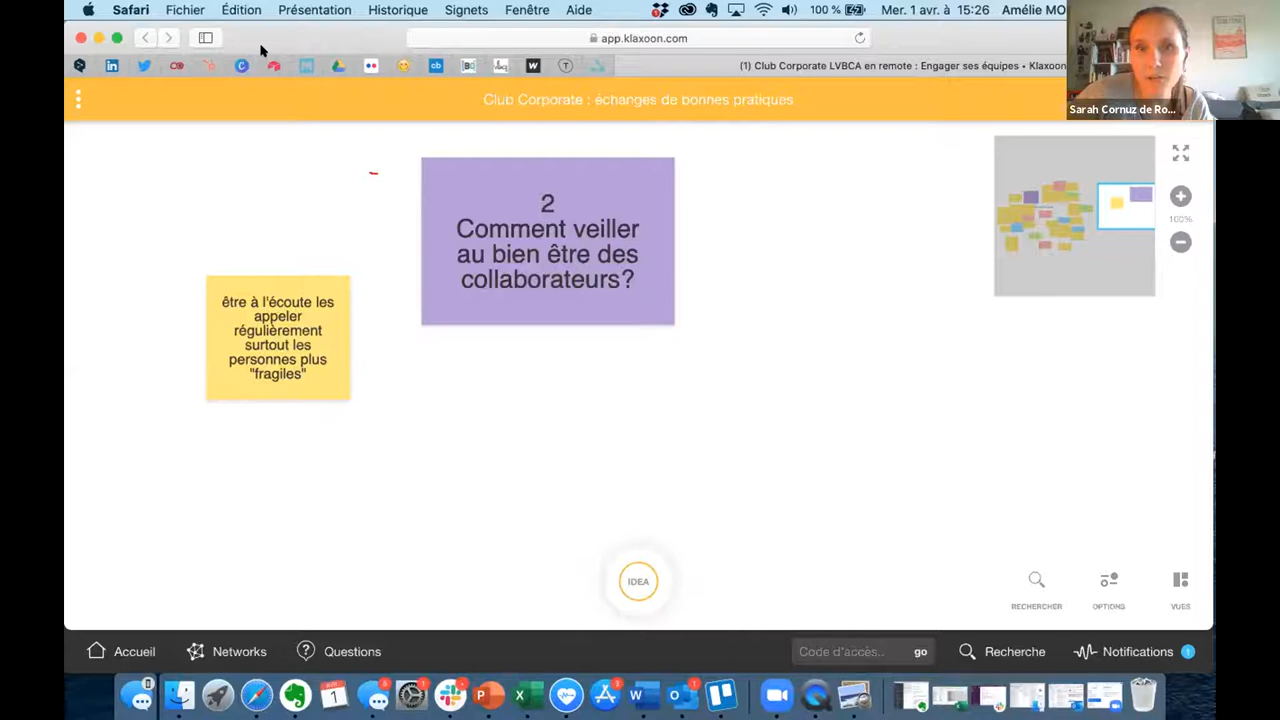 Safari Fichier Édition Présentation Historique Signets Fenêtre Aide 100 % Mer. 1 avr. à 15:26 Amélie MO
app.klaxoon.com
(1) Club Corporate LVBCA en remote : Engager ses équipes • Klaxoon
Club Corporate : échanges de bonnes pratiques
Sarah Cornuz de Ro...
2
Comment veiller
au bien être des
collaborateurs?
être à l'écoute les
appeler
régulièrement
surtout les
personnes plus
"fragiles"
100%
IDEA
RECHERCHER OPTIONS VUES
Accueil Networks Questions Code d'accès.. go Recherche Notifications 1